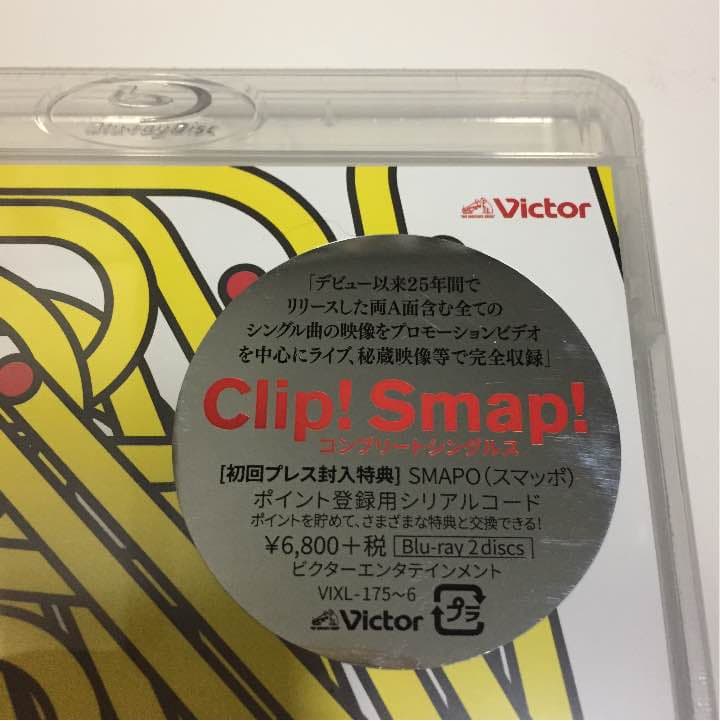 Blu-ray Disc
Victor
「デビュー以来25年間で
リリースした両A面含む全ての
シングル曲の映像をプロモーションビデオ
を中心にライブ、秘蔵映像等で完全収録」
Clip! Smap!
コンプリートシングルス
[初回プレス封入特典] SMAPO(スマッポ)
ポイント登録用シリアルコード
ポイントを貯めて、さまざまな特典と交換できる!
¥6,800+税 Blu-ray 2discs
ビクターエンタテインメント
VIXL-175~6
Victor プラ